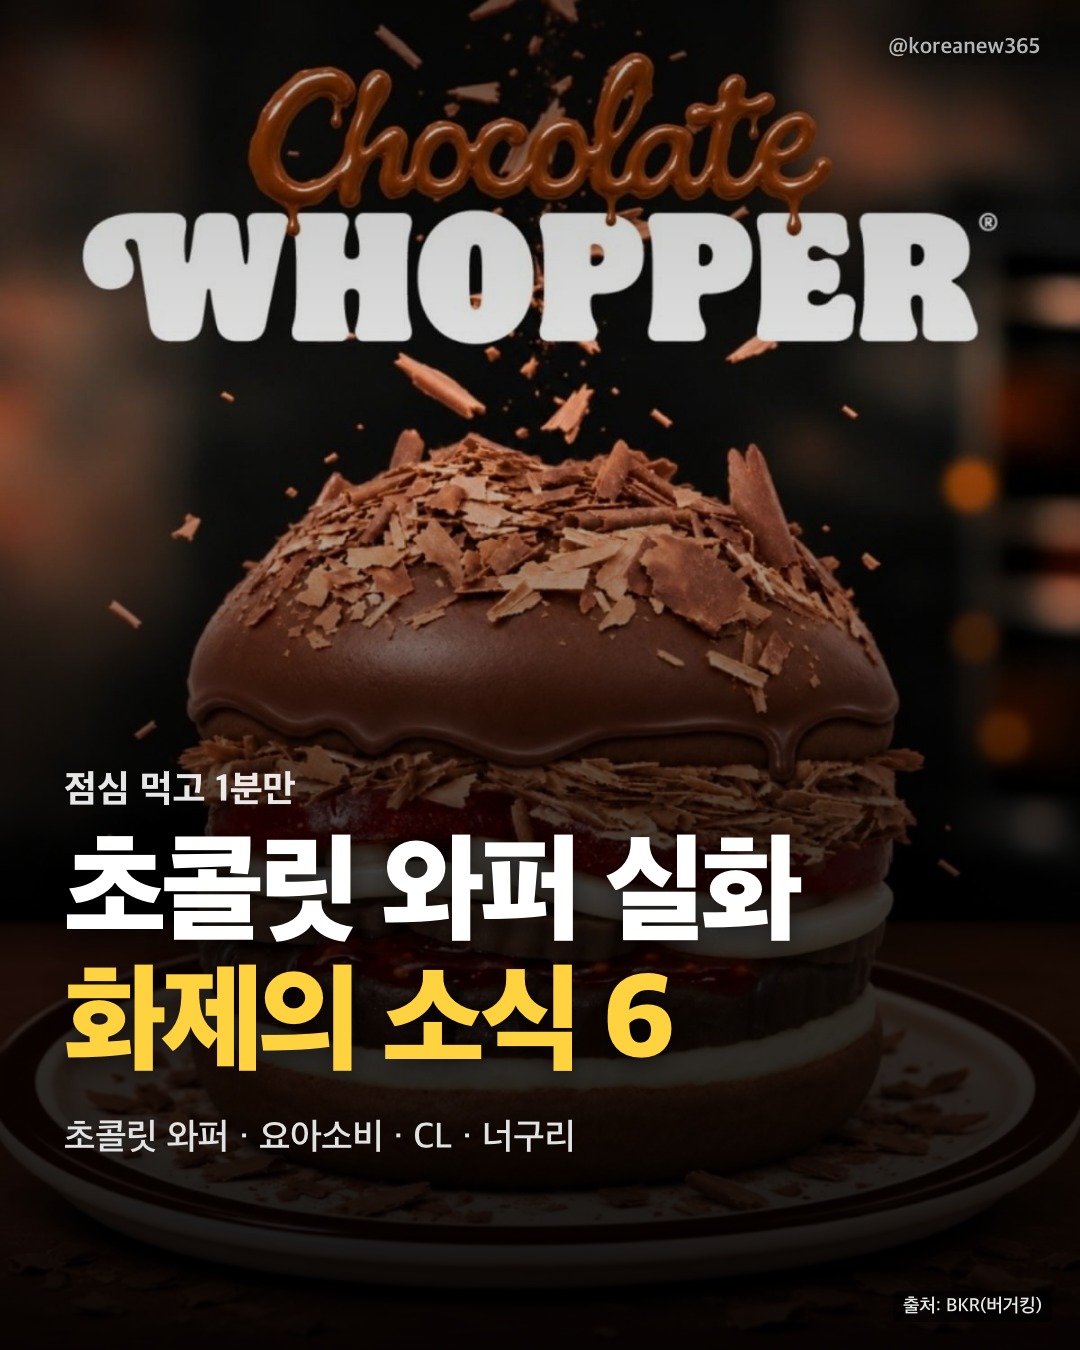 @koreanew365
Chocolate
WHOPPER®
점심 먹고 1분만
초콜릿 와퍼 실화
화제의 소식 6
초콜릿 와퍼 · 요아소비 · CL · 너구리
출처: BKR(버거킹)